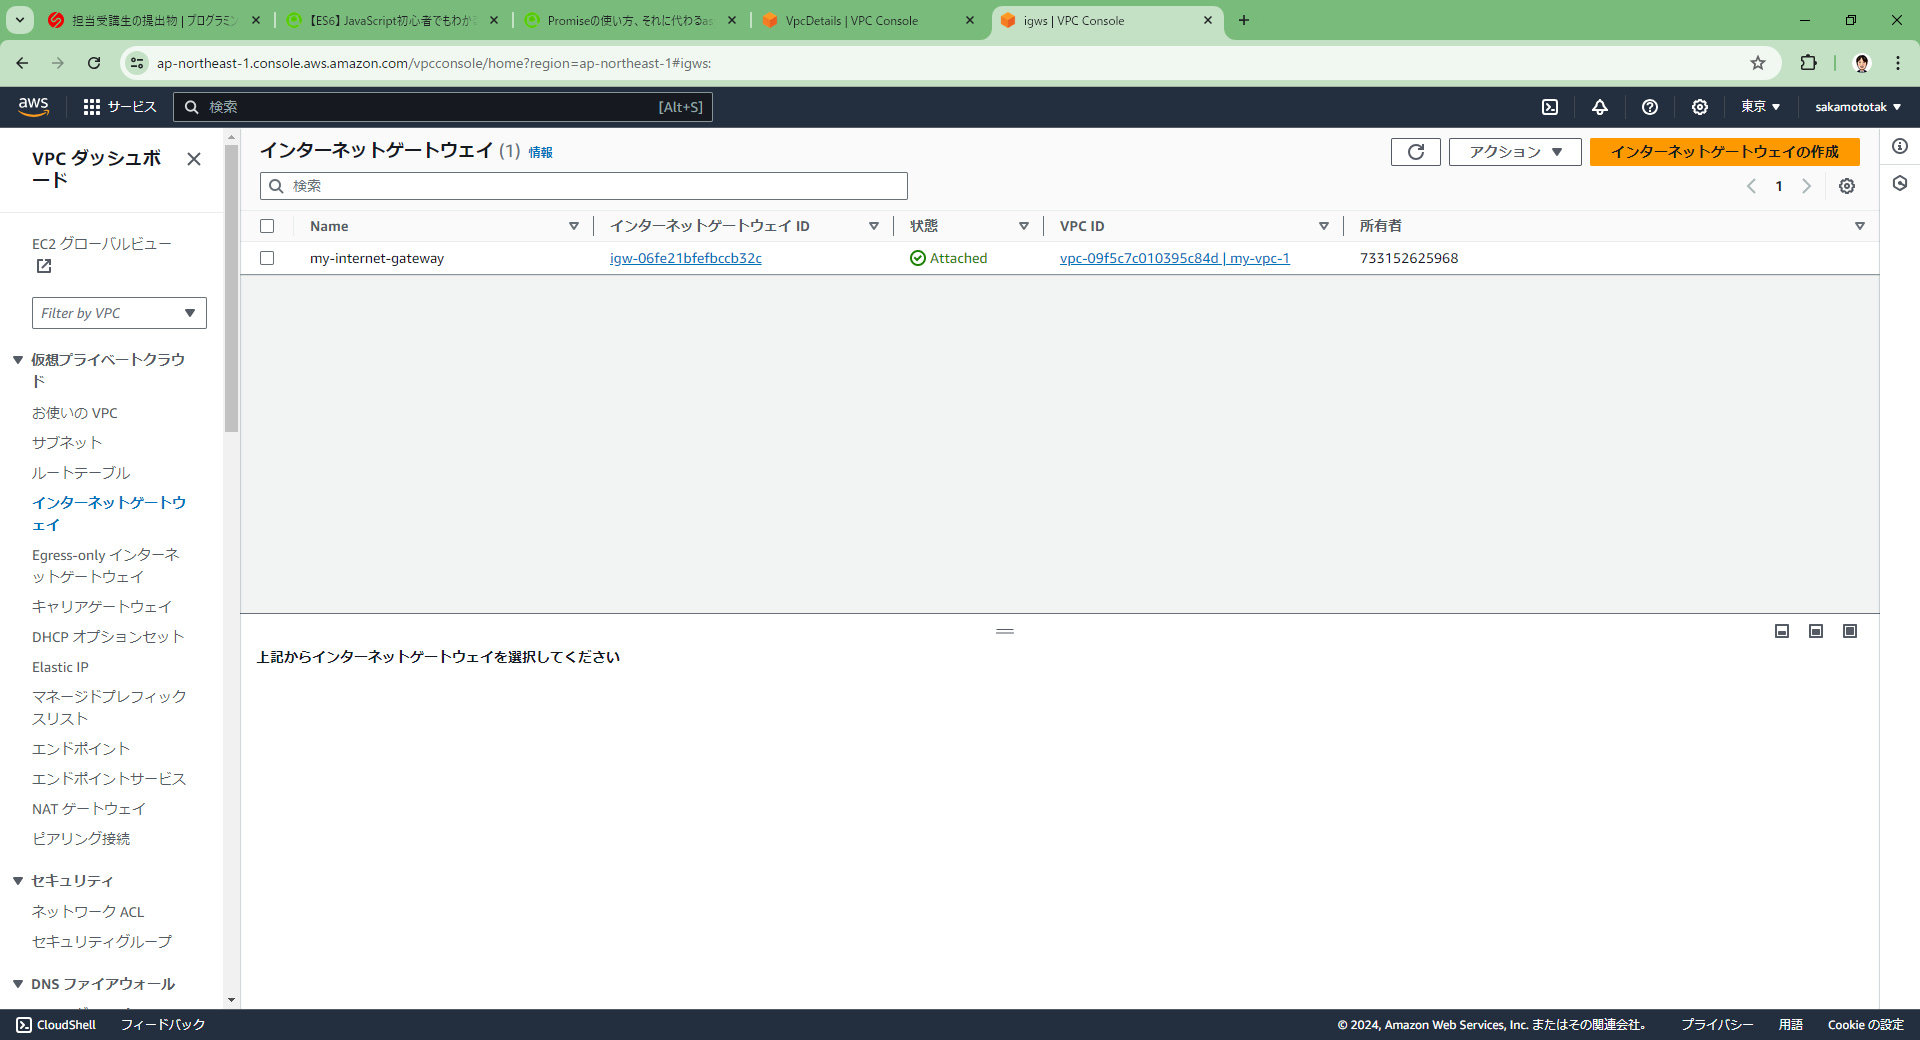 担当受講生の提出物 | プログラミン
【ES6】JavaScript初心者でもわかる
Promiseの使い方、それに代わるas
VpcDetails | VPC Console
igws | VPC Console
ap-northeast-1.console.aws.amazon.com/vpcconsole/home?region=ap-northeast-1#igws:
aws
サービス
検索
[Alt+S]
東京
sakamototak
VPC ダッシュボ
ード
EC2 グローバルビュー
Filter by VPC
仮想プライベートクラウ
ド
お使いの VPC
サブネット
ルートテーブル
インターネットゲートウ
ェイ
Egress-only インターネ
ットゲートウェイ
キャリアゲートウェイ
DHCP オプションセット
Elastic IP
マネージドプレフィック
スリスト
エンドポイント
エンドポイントサービス
NAT ゲートウェイ
ピアリング接続
セキュリティ
ネットワーク ACL
セキュリティグループ
DNS ファイアウォール
インターネットゲートウェイ (1) 情報
アクション
インターネットゲートウェイの作成
検索
1
Name
インターネットゲートウェイ ID
状態
VPC ID
所有者
my-internet-gateway
igw-06fe21bfefbccb32c
Attached
vpc-09f5c7c010395c84d | my-vpc-1
733152625968
上記からインターネットゲートウェイを選択してください
CloudShell
フィードバック
© 2024, Amazon Web Services, Inc. またはその関連会社。
プライバシー
用語
Cookie の設定